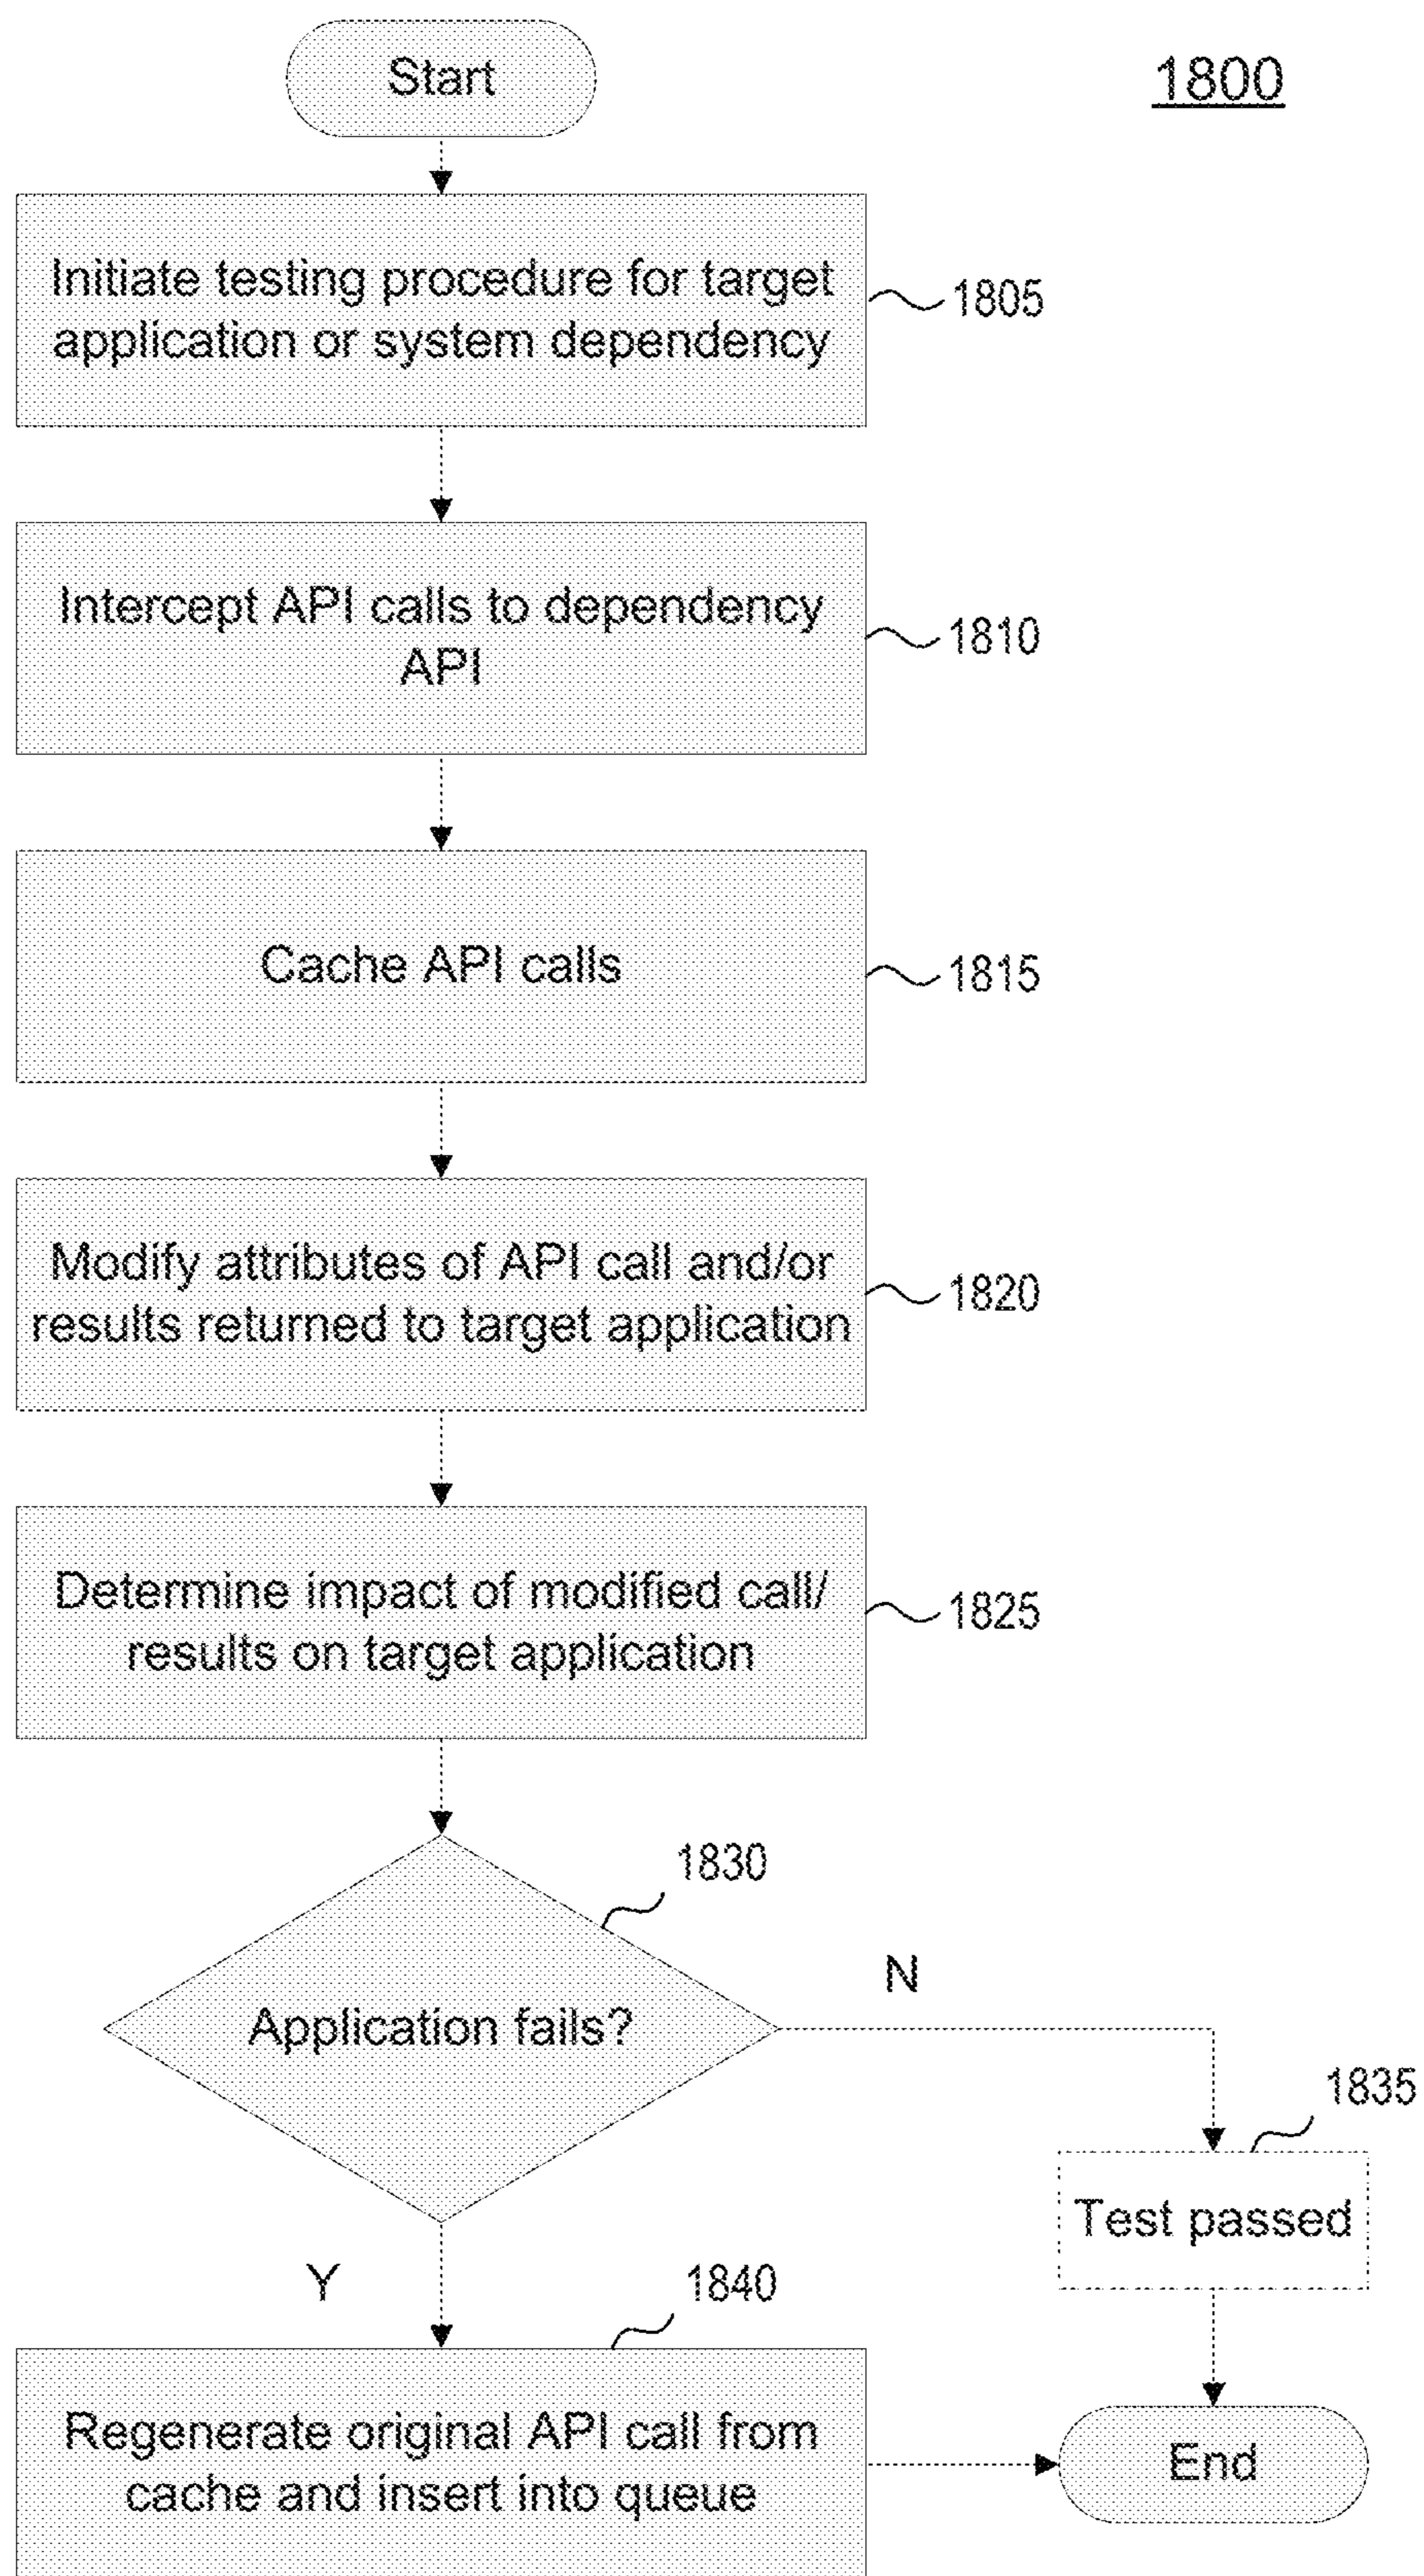 Start
1800
Initiate testing procedure for target
application or system dependency
1805
Intercept API calls to dependency
API
1810
Cache API calls
1815
Modify attributes of API call and/or
results returned to target application
1820
Determine impact of modified call/
results on target application
1825
1830
Application fails?
N
1835
Test passed
Y
1840
Regenerate original API call from
cache and insert into queue
End